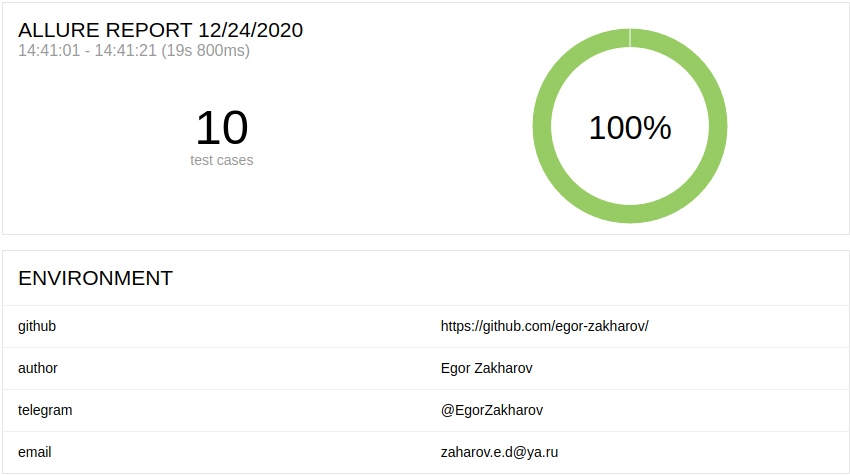 ALLURE REPORT 12/24/2020
14:41:01 - 14:41:21 (19s 800ms)
10
test cases
100%
ENVIRONMENT
github https://github.com/egor-zakharov/
author Egor Zakharov
telegram @EgorZakharov
email zaharov.e.d@ya.ru